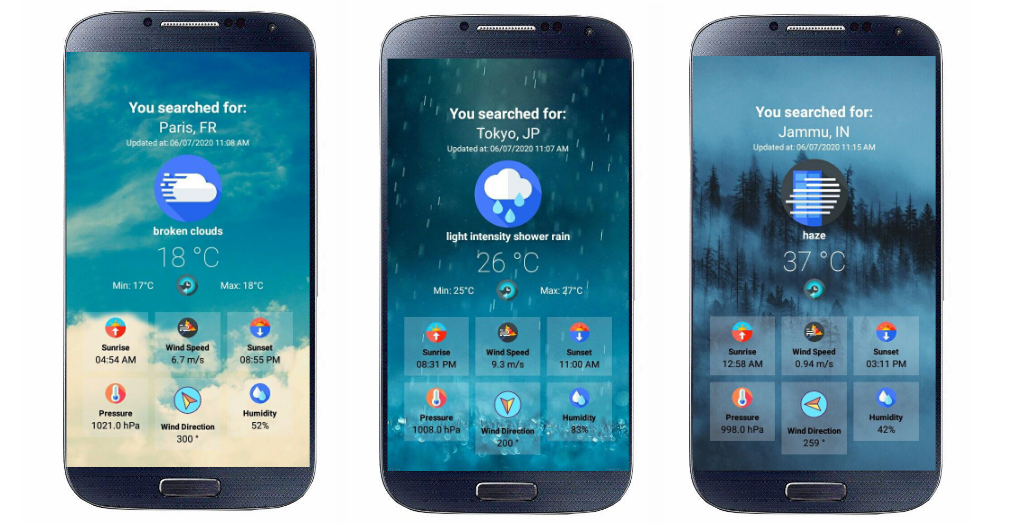 You searched for:
Paris, FR
Updated at: 06/07/2020 11:08 AM
broken clouds
18 °C
Min: 17°C Max: 18°C
Sunrise Wind Speed Sunset
04:54 AM 6.7 m/s 08:55 PM
Pressure Humidity
1021.0 hPa 52%
Wind Direction
300 °
You searched for:
Tokyo, JP
Updated at: 06/07/2020 11:07 AM
light intensity shower rain
26 °C
Min: 25°C Max: 27°C
Sunrise Wind Speed Sunset
08:31 PM 9.3 m/s 11:00 AM
Pressure Humidity
1008.0 hPa 83%
Wind Direction
200 °
You searched for:
Jammu, IN
Updated at: 06/07/2020 11:15 AM
haze
37 °C
Sunrise Wind Speed Sunset
12:58 AM 0.94 m/s 03:11 PM
Pressure Humidity
998.0 hPa 42%
Wind Direction
259 °